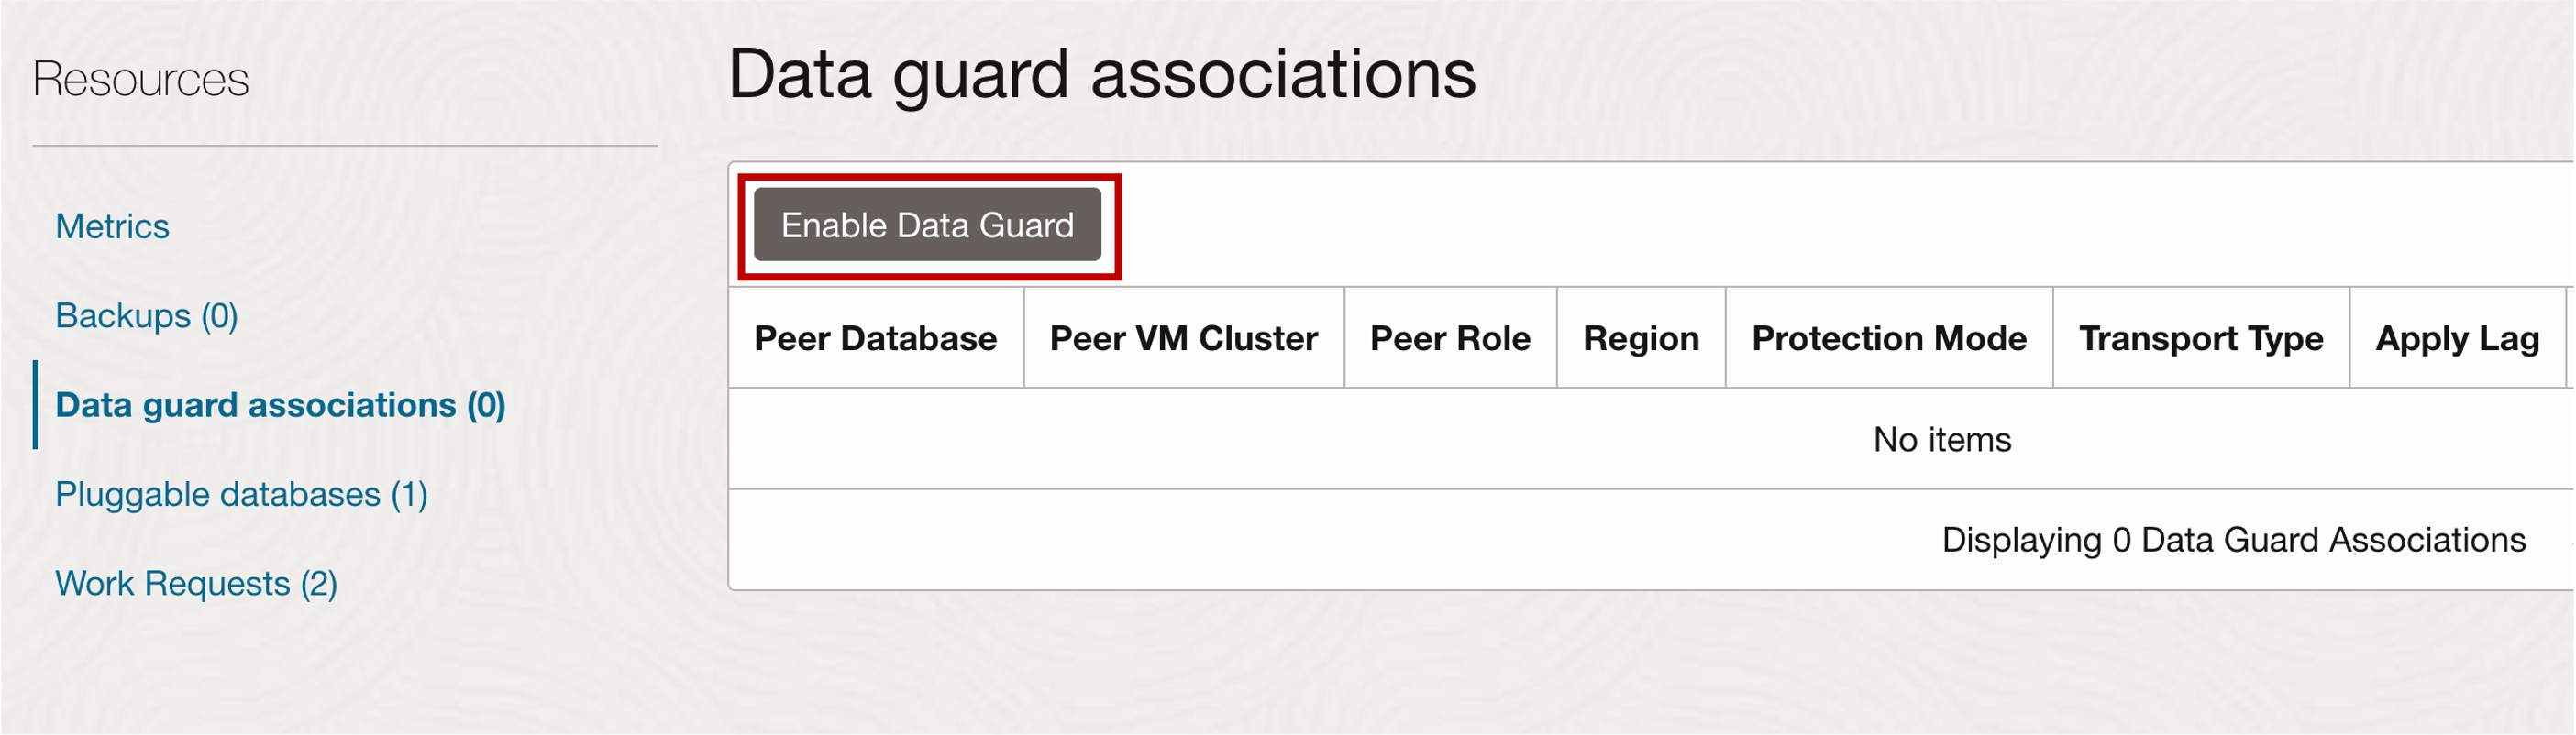 Resources
Metrics
Backups (0)
Data guard associations (0)
Pluggable databases (1)
Work Requests (2)
Data guard associations
Enable Data Guard
Peer Database Peer VM Cluster Peer Role Region Protection Mode Transport Type Apply Lag
No items
Displaying 0 Data Guard Associations